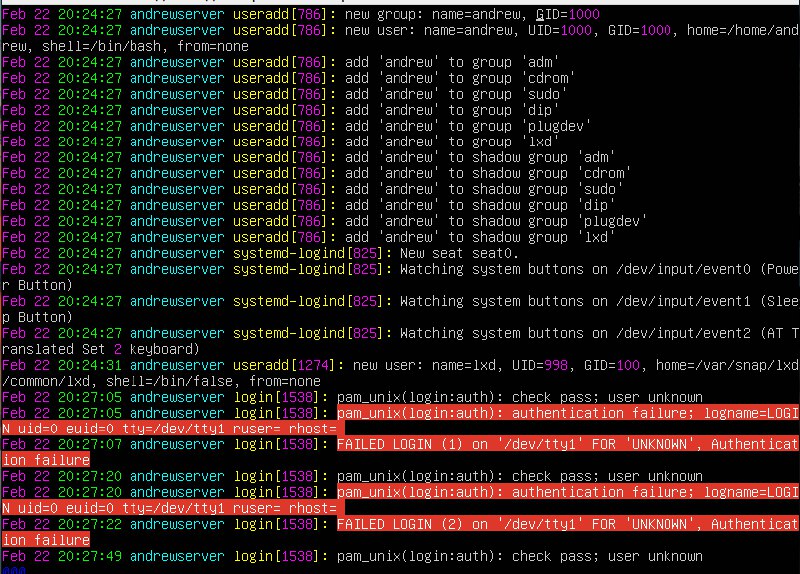 Feb 22 20:24:27 andrewserver useradd[786]: new group: name=andrew, GID=1000
Feb 22 20:24:27 andrewserver useradd[786]: new user: name=andrew, UID=1000, GID=1000, home=/home/and
rew, shell=/bin/bash, from=none
Feb 22 20:24:27 andrewserver useradd[786]: add 'andrew' to group 'adm'
Feb 22 20:24:27 andrewserver useradd[786]: add 'andrew' to group 'cdrom'
Feb 22 20:24:27 andrewserver useradd[786]: add 'andrew' to group 'sudo'
Feb 22 20:24:27 andrewserver useradd[786]: add 'andrew' to group 'dip'
Feb 22 20:24:27 andrewserver useradd[786]: add 'andrew' to group 'plugdev'
Feb 22 20:24:27 andrewserver useradd[786]: add 'andrew' to group 'lxd'
Feb 22 20:24:27 andrewserver useradd[786]: add 'andrew' to shadow group 'adm'
Feb 22 20:24:27 andrewserver useradd[786]: add 'andrew' to shadow group 'cdrom'
Feb 22 20:24:27 andrewserver useradd[786]: add 'andrew' to shadow group 'sudo'
Feb 22 20:24:27 andrewserver useradd[786]: add 'andrew' to shadow group 'dip'
Feb 22 20:24:27 andrewserver useradd[786]: add 'andrew' to shadow group 'plugdev'
Feb 22 20:24:27 andrewserver useradd[786]: add 'andrew' to shadow group 'lxd'
Feb 22 20:24:27 andrewserver systemd-logind[825]: New seat seat0.
Feb 22 20:24:27 andrewserver systemd-logind[825]: Watching system buttons on /dev/input/event0 (Powe
r Button)
Feb 22 20:24:27 andrewserver systemd-logind[825]: Watching system buttons on /dev/input/event1 (Slee
p Button)
Feb 22 20:24:27 andrewserver systemd-logind[825]: Watching system buttons on /dev/input/event2 (AT T
ranslated Set 2 keyboard)
Feb 22 20:24:31 andrewserver useradd[1274]: new user: name=lxd, UID=998, GID=100, home=/var/snap/lxd
/common/lxd, shell=/bin/false, from=none
Feb 22 20:27:05 andrewserver login[1538]: pam_unix(login:auth): check pass; user unknown
Feb 22 20:27:05 andrewserver login[1538]: pam_unix(login:auth): authentication failure; logname=LOGI
N uid=0 euid=0 tty=/dev/tty1 ruser= rhost=
Feb 22 20:27:07 andrewserver login[1538]: FAILED LOGIN (1) on '/dev/tty1' FOR 'UNKNOWN', Authenticat
ion failure
Feb 22 20:27:20 andrewserver login[1538]: pam_unix(login:auth): check pass; user unknown
Feb 22 20:27:20 andrewserver login[1538]: pam_unix(login:auth): authentication failure; logname=LOGI
N uid=0 euid=0 tty=/dev/tty1 ruser= rhost=
Feb 22 20:27:22 andrewserver login[1538]: FAILED LOGIN (2) on '/dev/tty1' FOR 'UNKNOWN', Authenticat
ion failure
Feb 22 20:27:49 andrewserver login[1538]: pam_unix(login:auth): check pass; user unknown
@@@